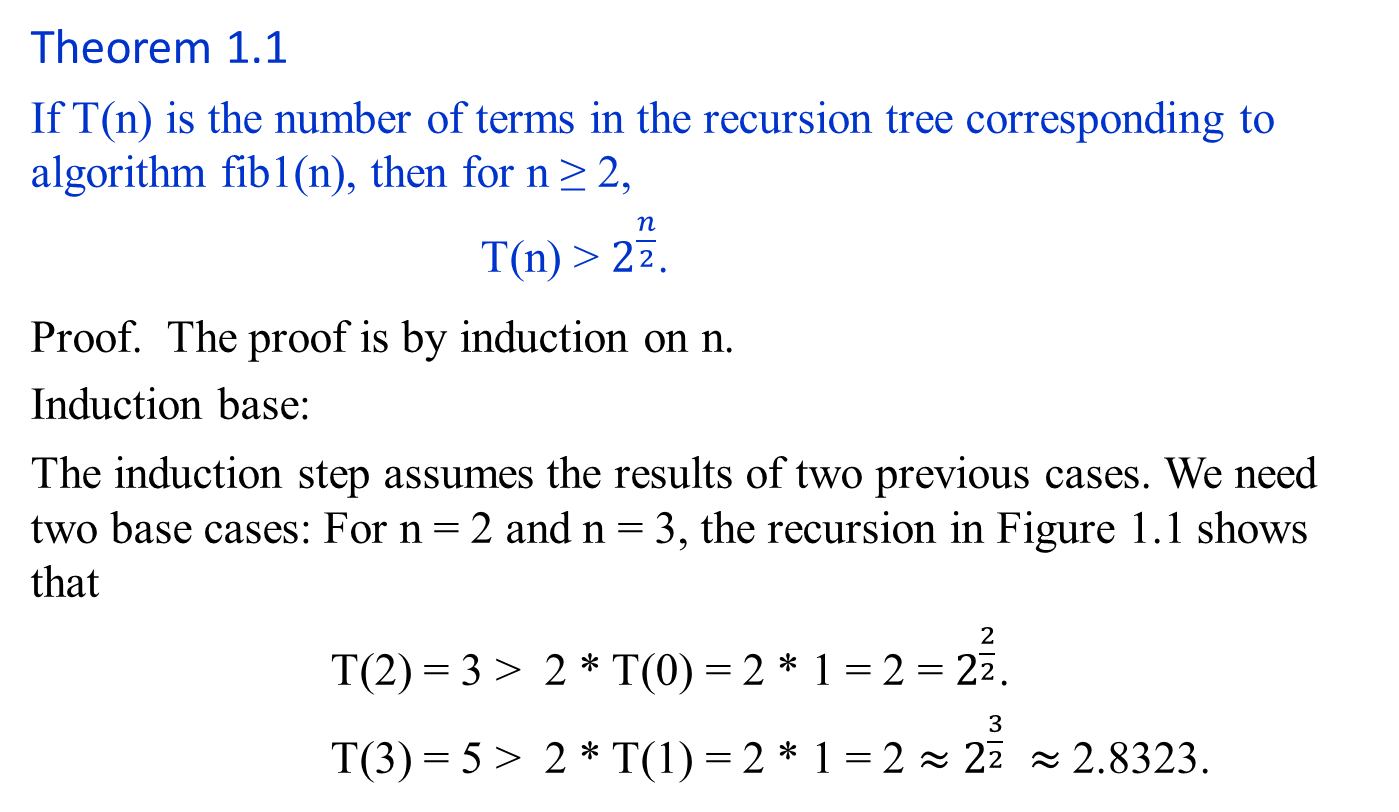 Theorem 1.1
If T(n) is the number of terms in the recursion tree corresponding to
algorithm fib1(n), then for n ≥ 2,
T(n) > 2^{\frac{n}{2}}.
Proof. The proof is by induction on n.
Induction base:
The induction step assumes the results of two previous cases. We need
two base cases: For n = 2 and n = 3, the recursion in Figure 1.1 shows
that
T(2) = 3 > 2 * T(0) = 2 * 1 = 2 = 2^{\frac{2}{2}}.
T(3) = 5 > 2 * T(1) = 2 * 1 = 2 ≈ 2^{\frac{3}{2}} ≈ 2.8323.